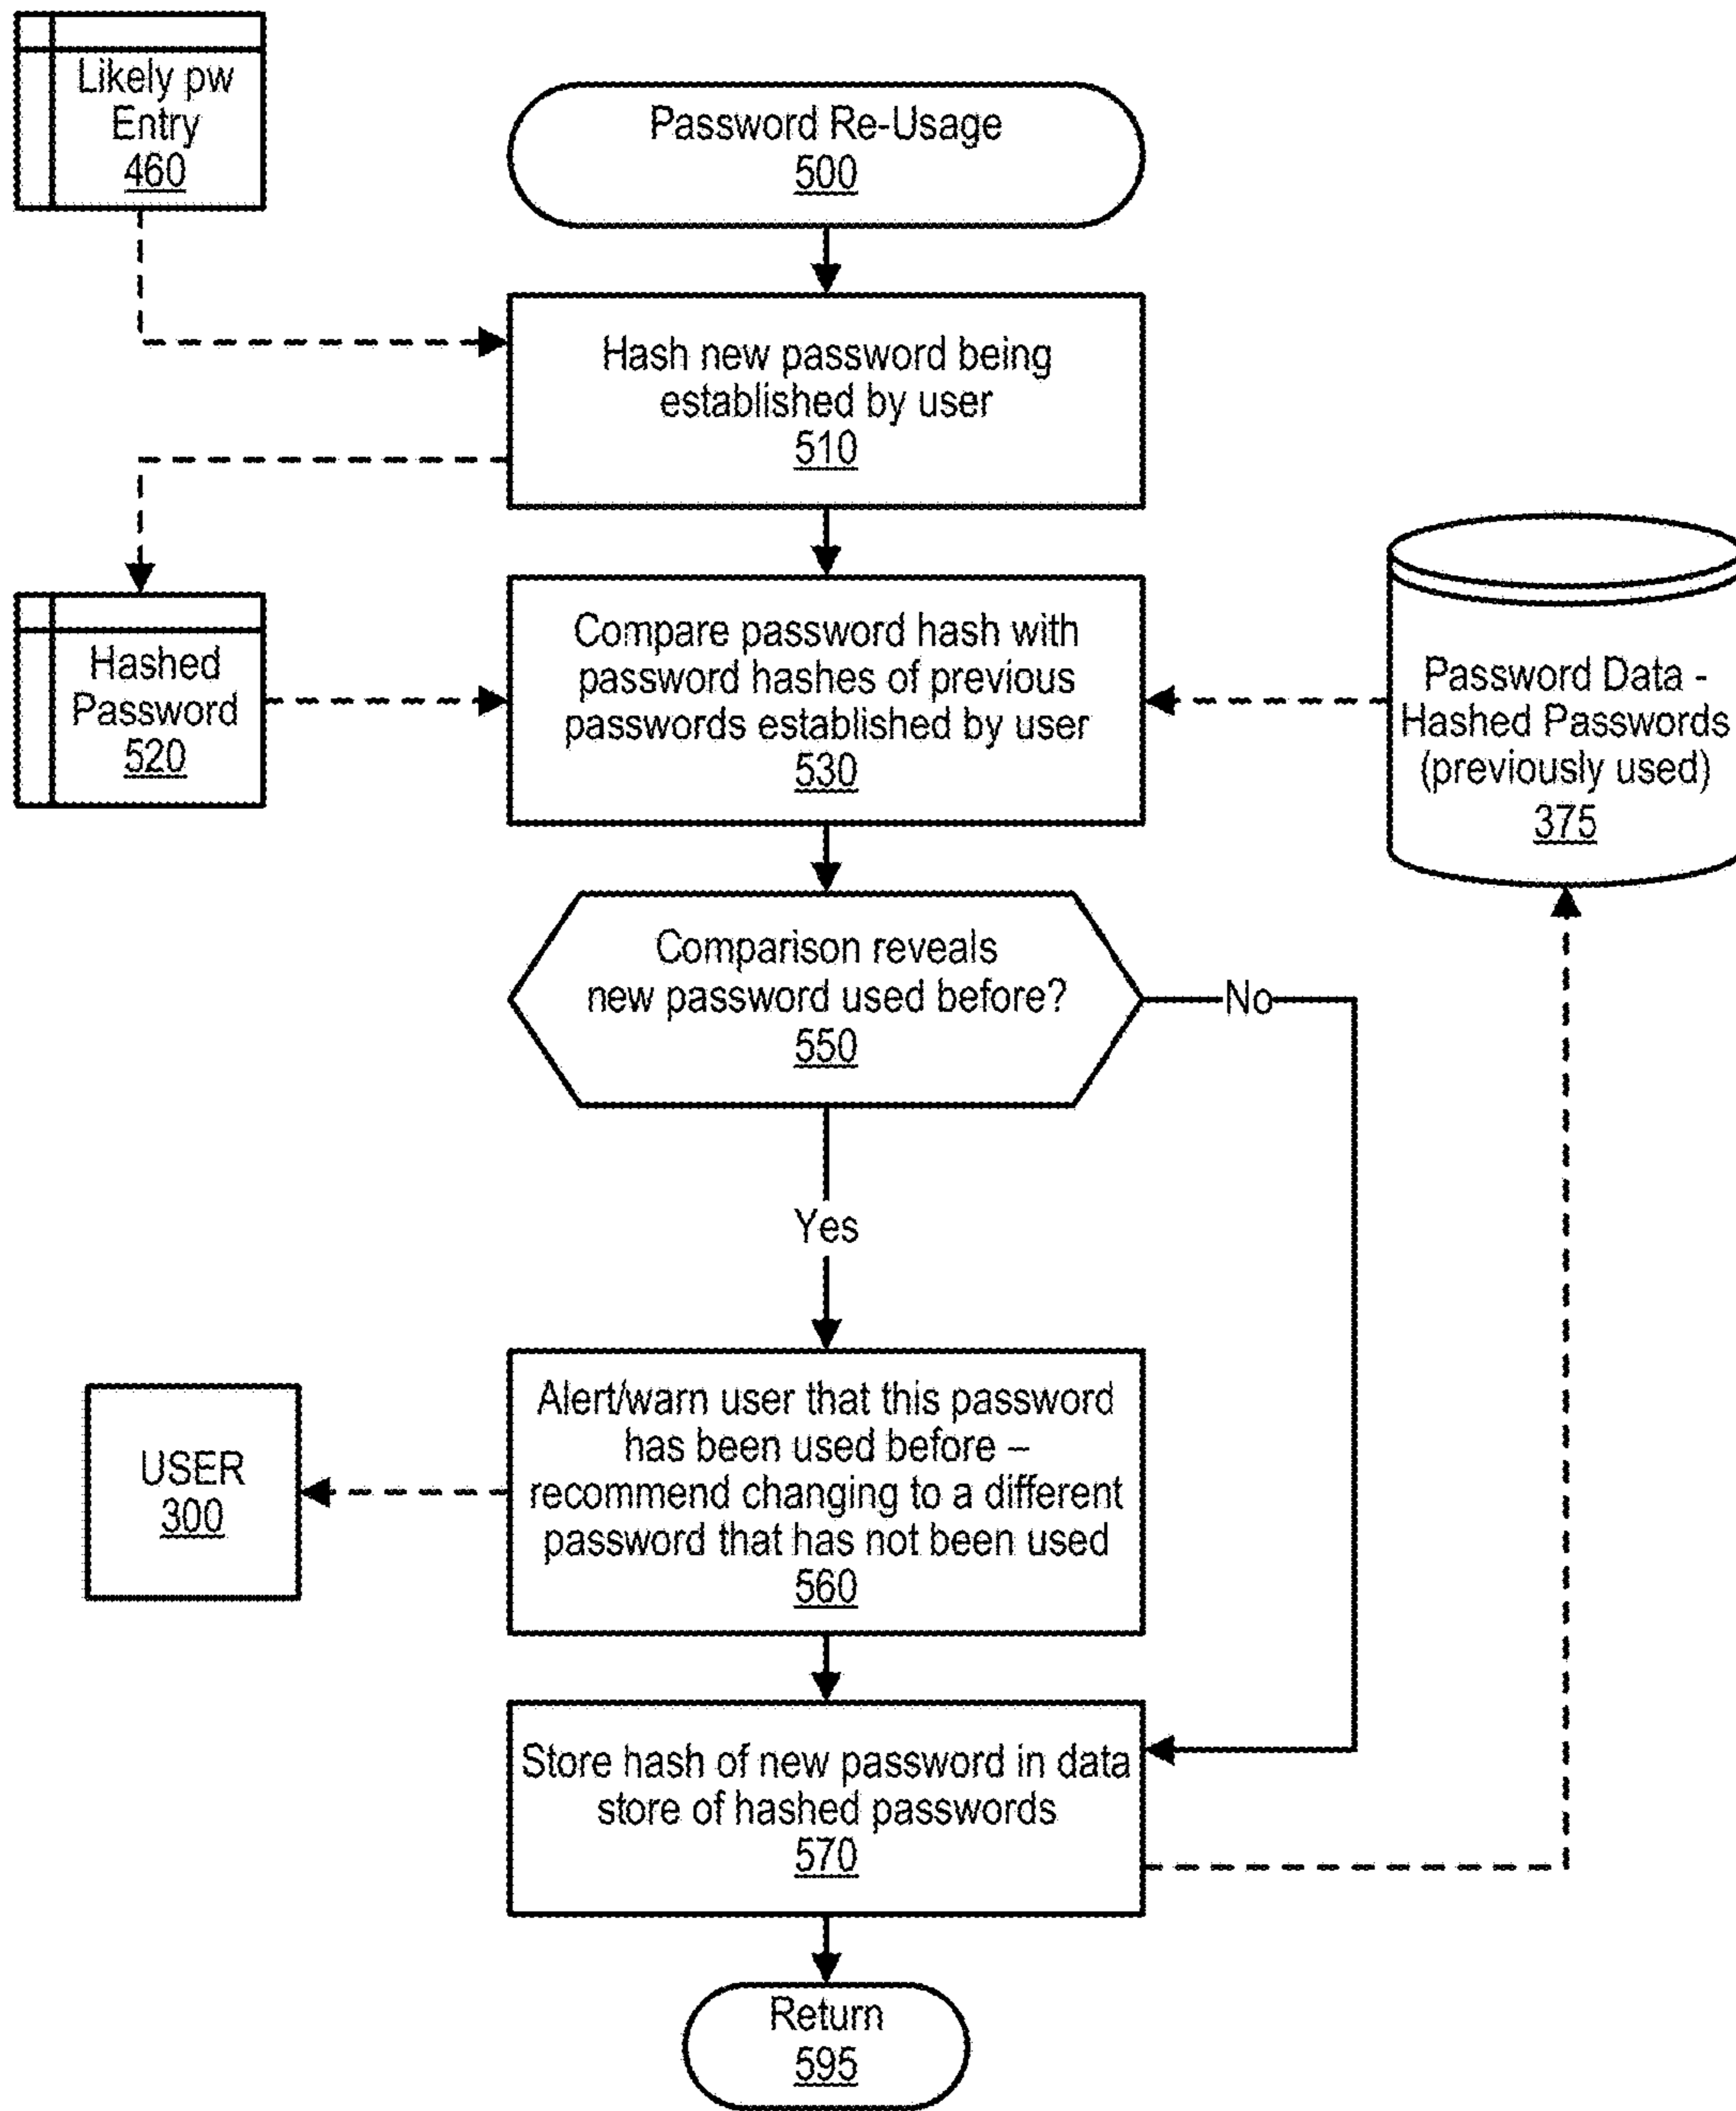 Likely pw
Entry
460
Password Re-Usage
500
Hash new password being
established by user
510
Hashed
Password
520
Compare password hash with
password hashes of previous
passwords established by user
530
Password Data -
Hashed Passwords
(previously used)
375
Comparison reveals
new password used before?
550
No
Yes
Alert/warn user that this password
has been used before –
recommend changing to a different
password that has not been used
560
USER
300
Store hash of new password in data
store of hashed passwords
570
Return
595